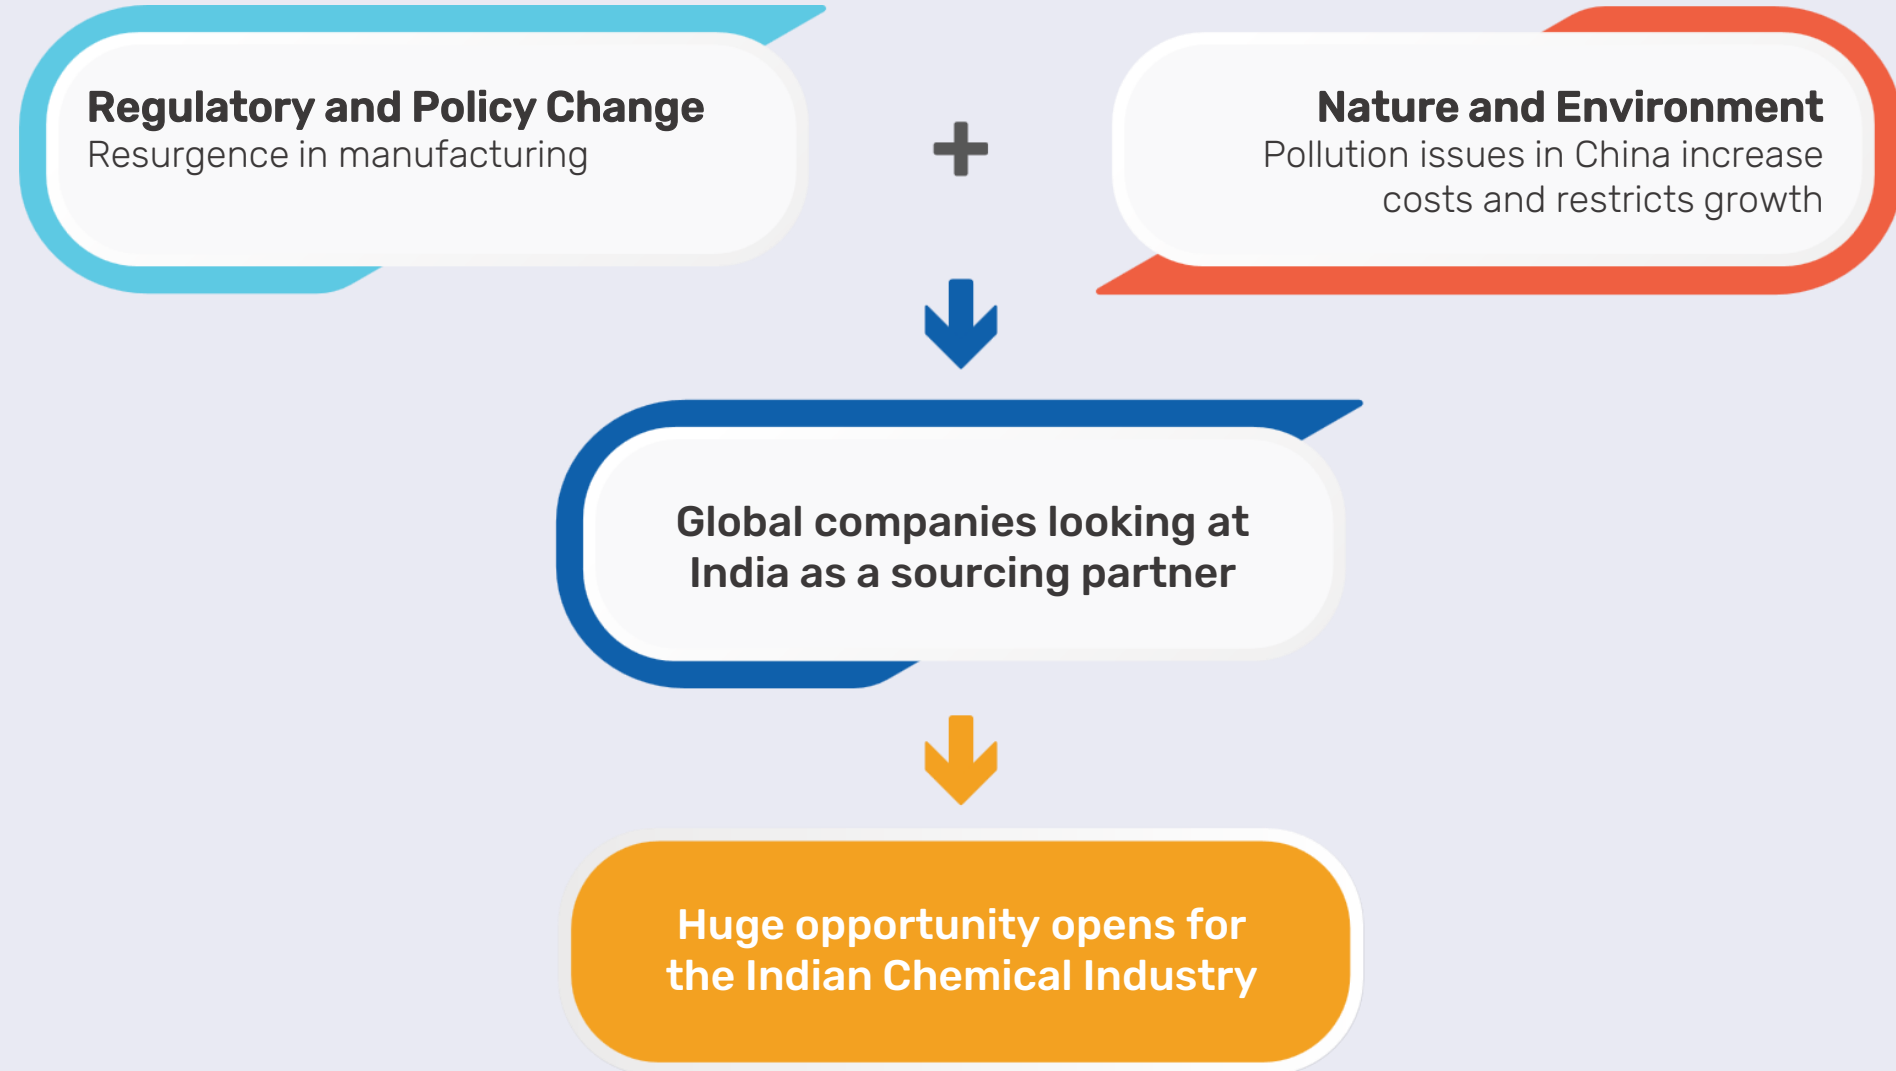 Regulatory and Policy Change
Resurgence in manufacturing
+
Nature and Environment
Pollution issues in China increase
costs and restricts growth
Global companies looking at
India as a sourcing partner
Huge opportunity opens for
the Indian Chemical Industry